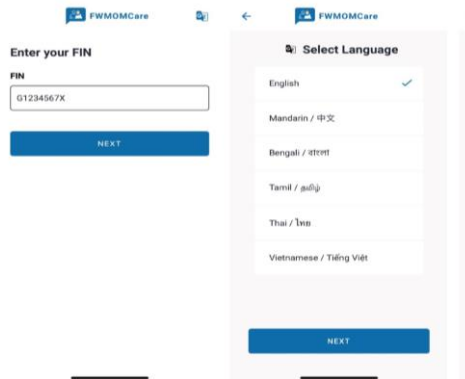 FWMOMCare
Enter your FIN
FIN
G1234567X
NEXT
FWMOMCare
Select Language
English
Mandarin / 中文
Bengali / বাংলা
Tamil / தமிழ்
Thai / ไทย
Vietnamese / Tiếng Việt
NEXT